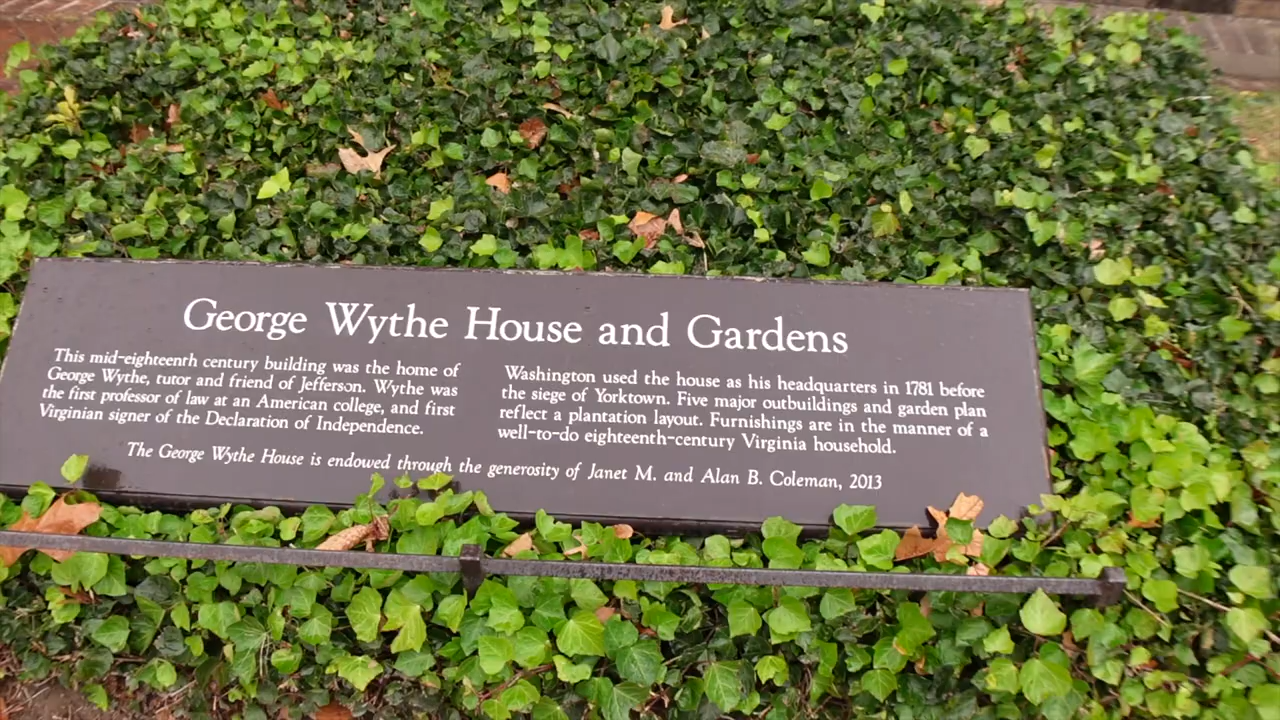 George Wythe House and Gardens
This mid-eighteenth century building was the home of
George Wythe, tutor and friend of Jefferson. Wythe was
the first professor of law at an American college, and first
Virginian signer of the Declaration of Independence.
Washington used the house as his headquarters in 1781 before
the siege of Yorktown. Five major outbuildings and garden plan
reflect a plantation layout. Furnishings are in the manner of a
well-to-do eighteenth-century Virginia household.
The George Wythe House is endowed through the generosity of Janet M. and Alan B. Coleman, 2013